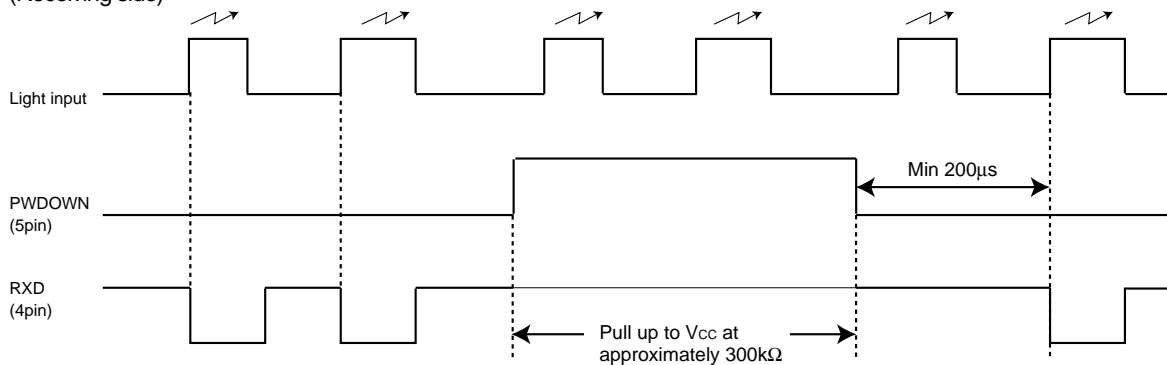 (Receiving side)
Light input
PWDOWN
(5pin)
Min 200μs
RXD
(4pin)
Pull up to Vcc at
approximately 300kΩ